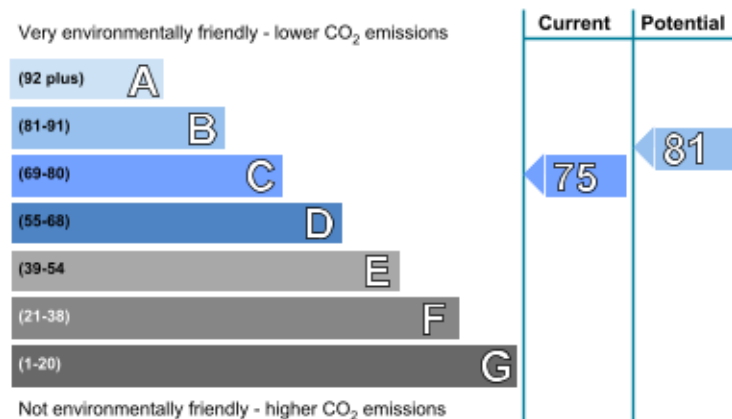 Very environmentally friendly - lower CO₂ emissions
Current
Potential
(92 plus) A
(81-91) B
(69-80) C
(55-68) D
(39-54 E
(21-38) F
(1-20) G
75
81
Not environmentally friendly - higher CO₂ emissions